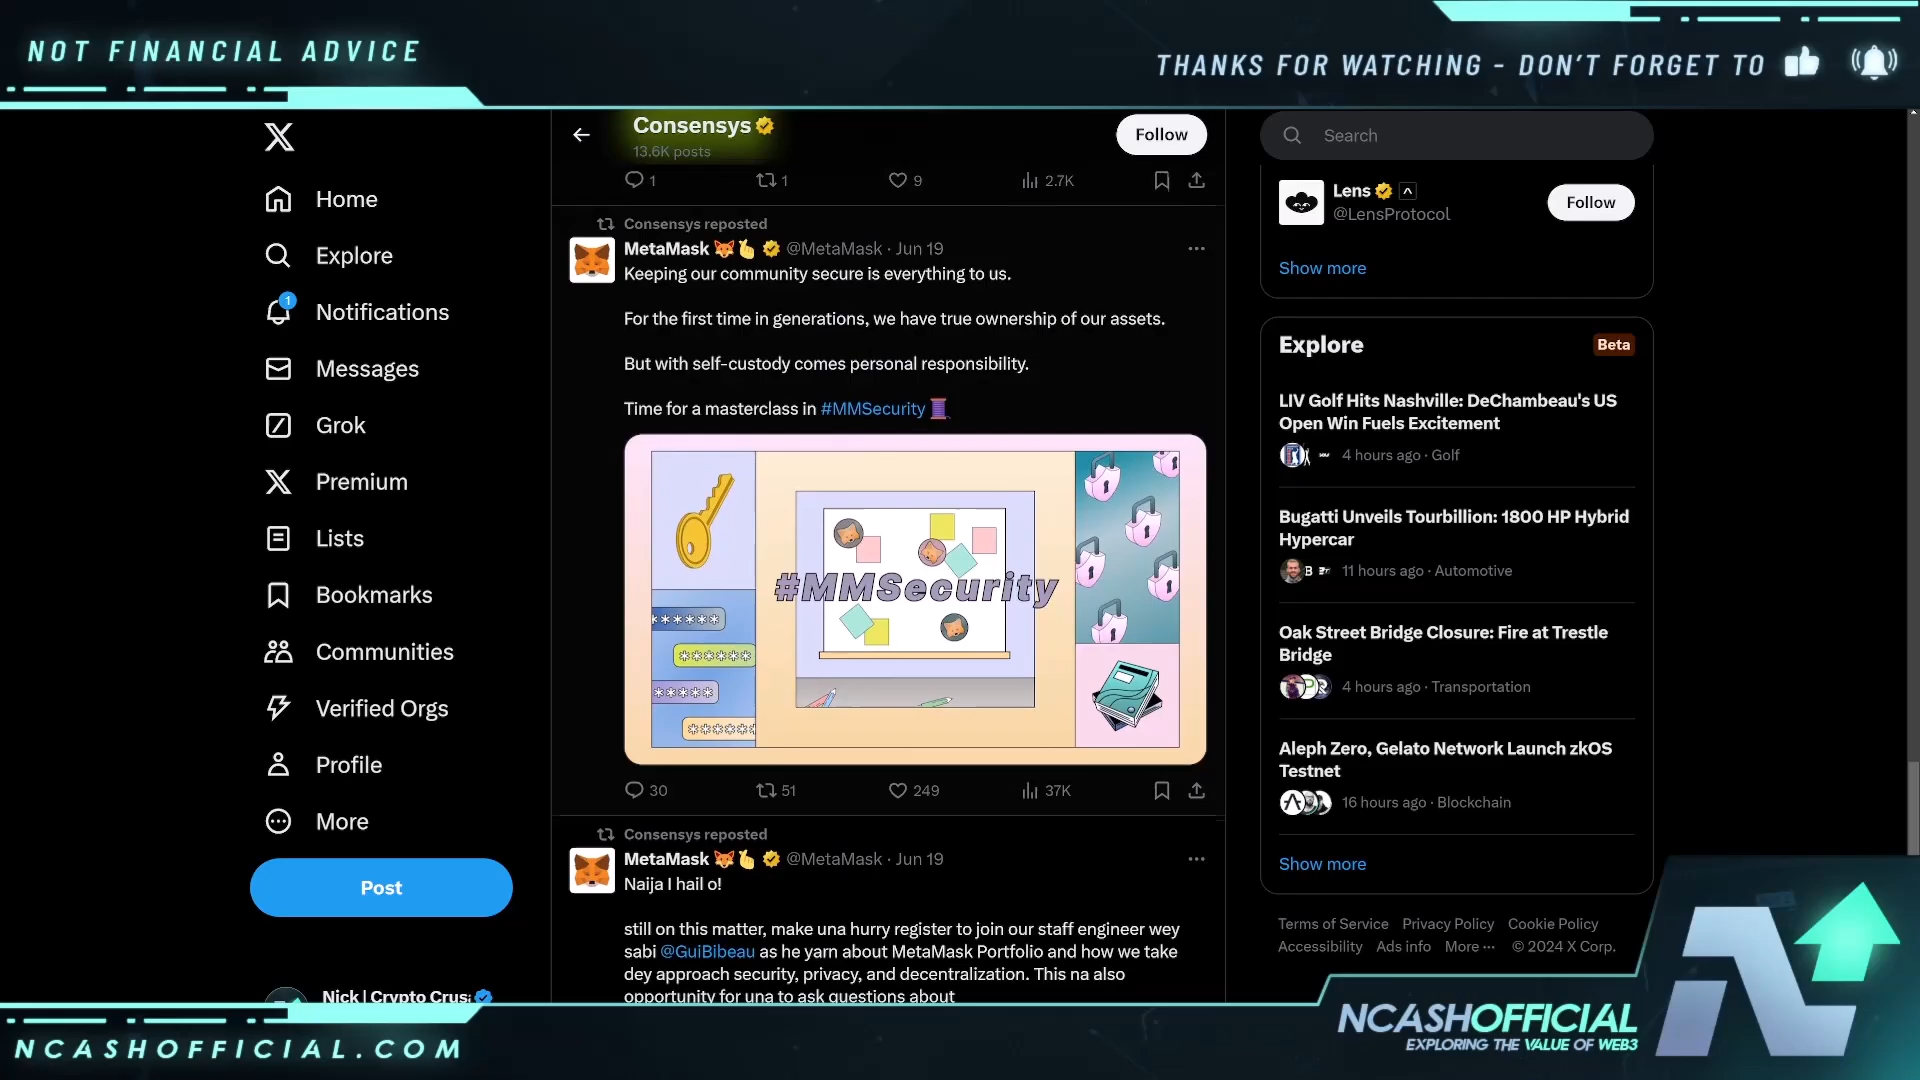 NOT FINANCIAL ADVICE
THANKS FOR WATCHING - DON'T FORGET TO
Home
Explore
1
Notifications
Messages
Grok
Premium
Lists
Bookmarks
Communities
Verified Orgs
Profile
More
Post
Nick | Crypto Crus
Consensys
13.6K posts
Follow
1 1 9 2.7K
Consensys reposted
MetaMask @MetaMask · Jun 19
Keeping our community secure is everything to us.
For the first time in generations, we have true ownership of our assets.
But with self-custody comes personal responsibility.
Time for a masterclass in #MMSecurity
#MMSecurity
******
******
*****
******
30 51 249 37K
Consensys reposted
MetaMask @MetaMask · Jun 19
Naija I hail o!
still on this matter, make una hurry register to join our staff engineer wey
sabi @GuiBibeau as he yarn about MetaMask Portfolio and how we take
dey approach security, privacy, and decentralization. This na also
opportunity for una to ask questions about
Search
Lens
@LensProtocol
Follow
Show more
Explore
Beta
LIV Golf Hits Nashville: DeChambeau's US
Open Win Fuels Excitement
4 hours ago · Golf
Bugatti Unveils Tourbillion: 1800 HP Hybrid
Hypercar
11 hours ago · Automotive
Oak Street Bridge Closure: Fire at Trestle
Bridge
4 hours ago · Transportation
Aleph Zero, Gelato Network Launch zkOS
Testnet
16 hours ago · Blockchain
Show more
Terms of Service Privacy Policy Cookie Policy
Accessibility Ads info More ··· © 2024 X Corp.
NCASHOFFICIAL.COM
NCASHOFFICIAL
EXPLORING THE VALUE OF WEB3